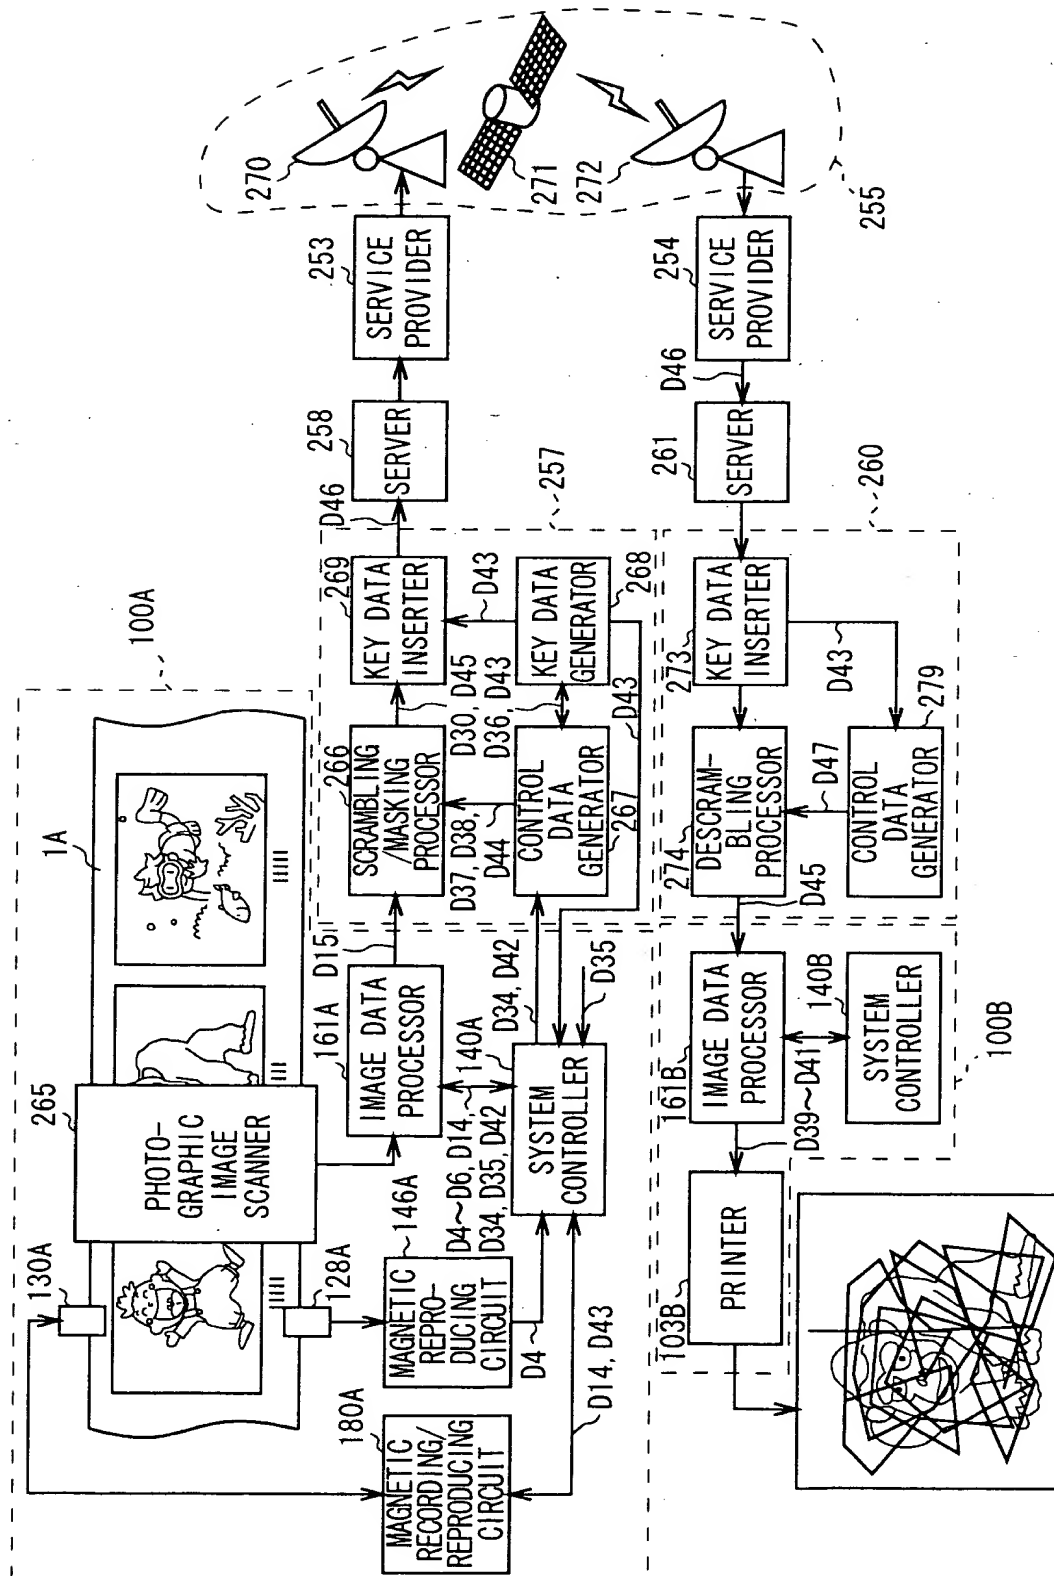 100A
1A
265
PHOTO-
GRAPHIC
IMAGE
SCANNER
130A
128A
180A
MAGNETIC
RECORDING/
REPRODUCING
CIRCUIT
146A
MAGNETIC
REPRO-
DUCING
CIRCUIT
D4
D14, D43
161A
IMAGE DATA
PROCESSOR
D15
D4~D6, D14,
D34, D35, D42
140A
SYSTEM
CONTROLLER
D34, D42
D35
266
SCRAMBLING
/MASKING
PROCESSOR
D37, D38,
D44
CONTROL
DATA
GENERATOR
267
D30, D45
D36, D43
269
KEY DATA
INSERTER
D43
KEY DATA
GENERATOR
268
D43
257
D46
258
SERVER
253
SERVICE
PROVIDER
270
271
272
255
254
SERVICE
PROVIDER
D46
261
SERVER
260
273
KEY DATA
INSERTER
D43
274
DESCRAM-
BLING
PROCESSOR
D47
279
CONTROL
DATA
GENERATOR
D45
161B
IMAGE DATA
PROCESSOR
140B
D39~D41
SYSTEM
CONTROLLER
100B
103B
PRINTER